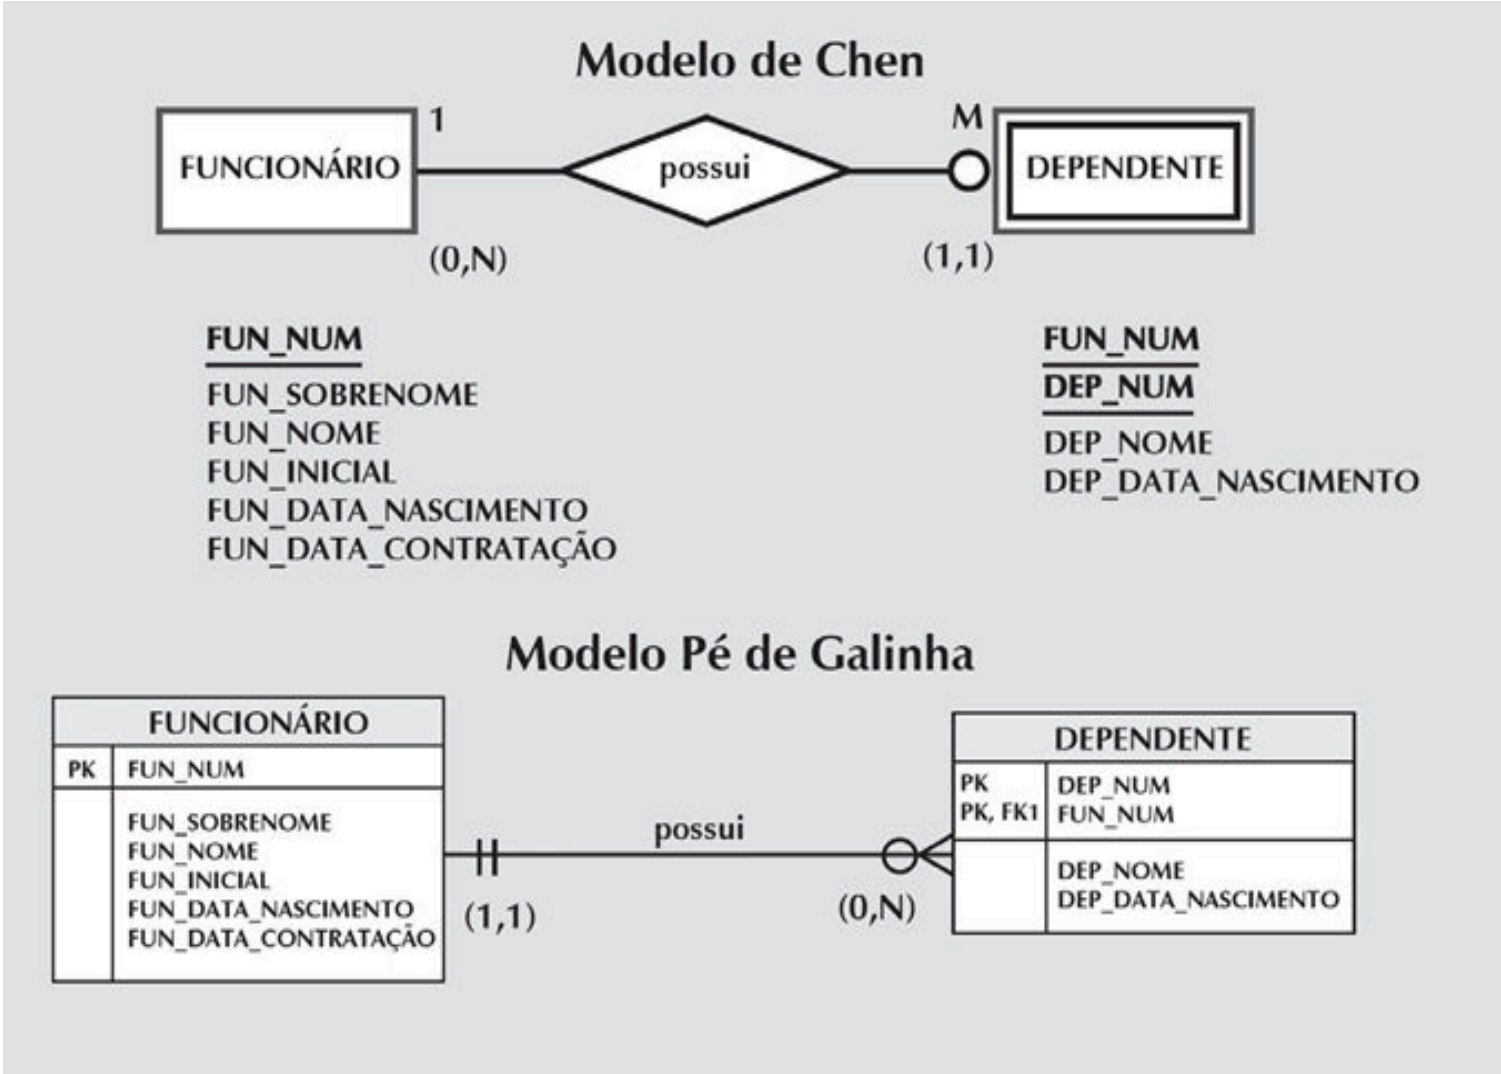 Modelo de Chen
1
M
FUNCIONÁRIO
possui
DEPENDENTE
(0,N)
(1,1)
FUN_NUM
FUN_SOBRENOME
FUN_NOME
FUN_INICIAL
FUN_DATA_NASCIMENTO
FUN_DATA_CONTRATAÇÃO
FUN_NUM
DEP_NUM
DEP_NOME
DEP_DATA_NASCIMENTO
Modelo Pé de Galinha
FUNCIONÁRIO
PK FUN_NUM
FUN_SOBRENOME
FUN_NOME
FUN_INICIAL
FUN_DATA_NASCIMENTO
FUN_DATA_CONTRATAÇÃO
possui
(1,1)
(0,N)
DEPENDENTE
PK DEP_NUM
PK, FK1 FUN_NUM
DEP_NOME
DEP_DATA_NASCIMENTO